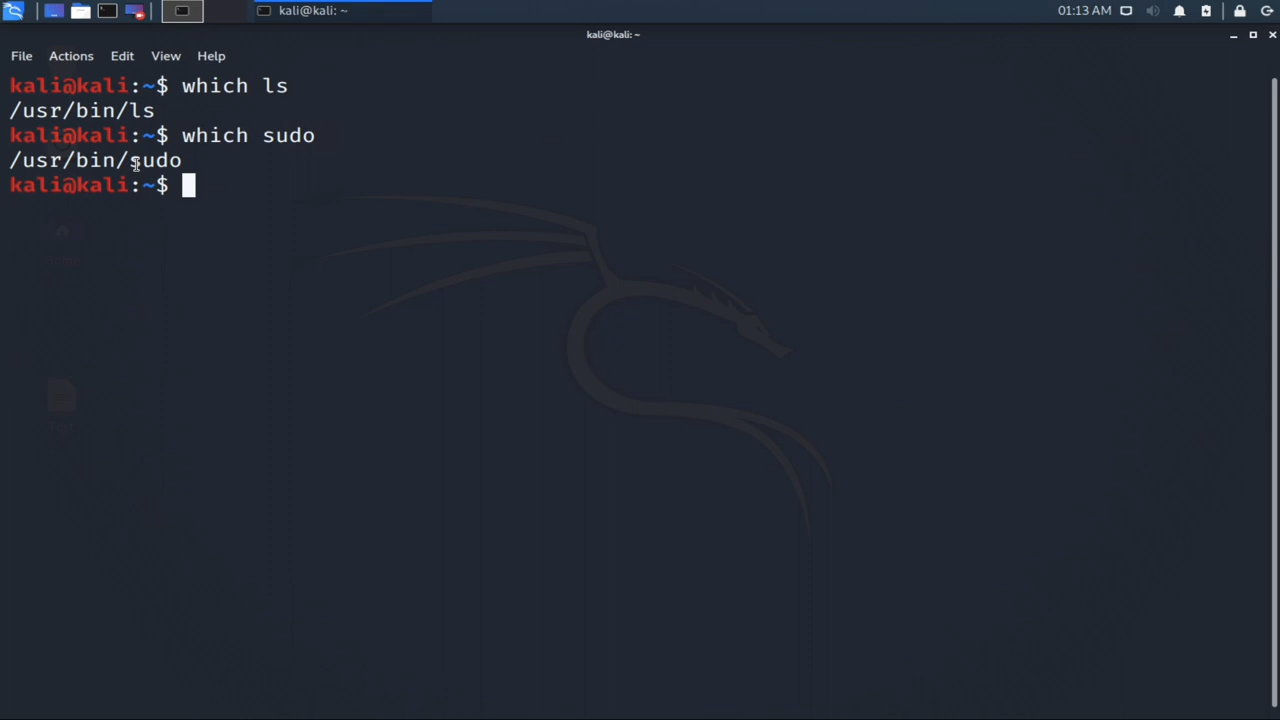 kali@kali: ~
01:13 AM
kali@kali: ~
File Actions Edit View Help
kali@kali:~$ which ls
/usr/bin/ls
kali@kali:~$ which sudo
/usr/bin/sudo
kali@kali:~$